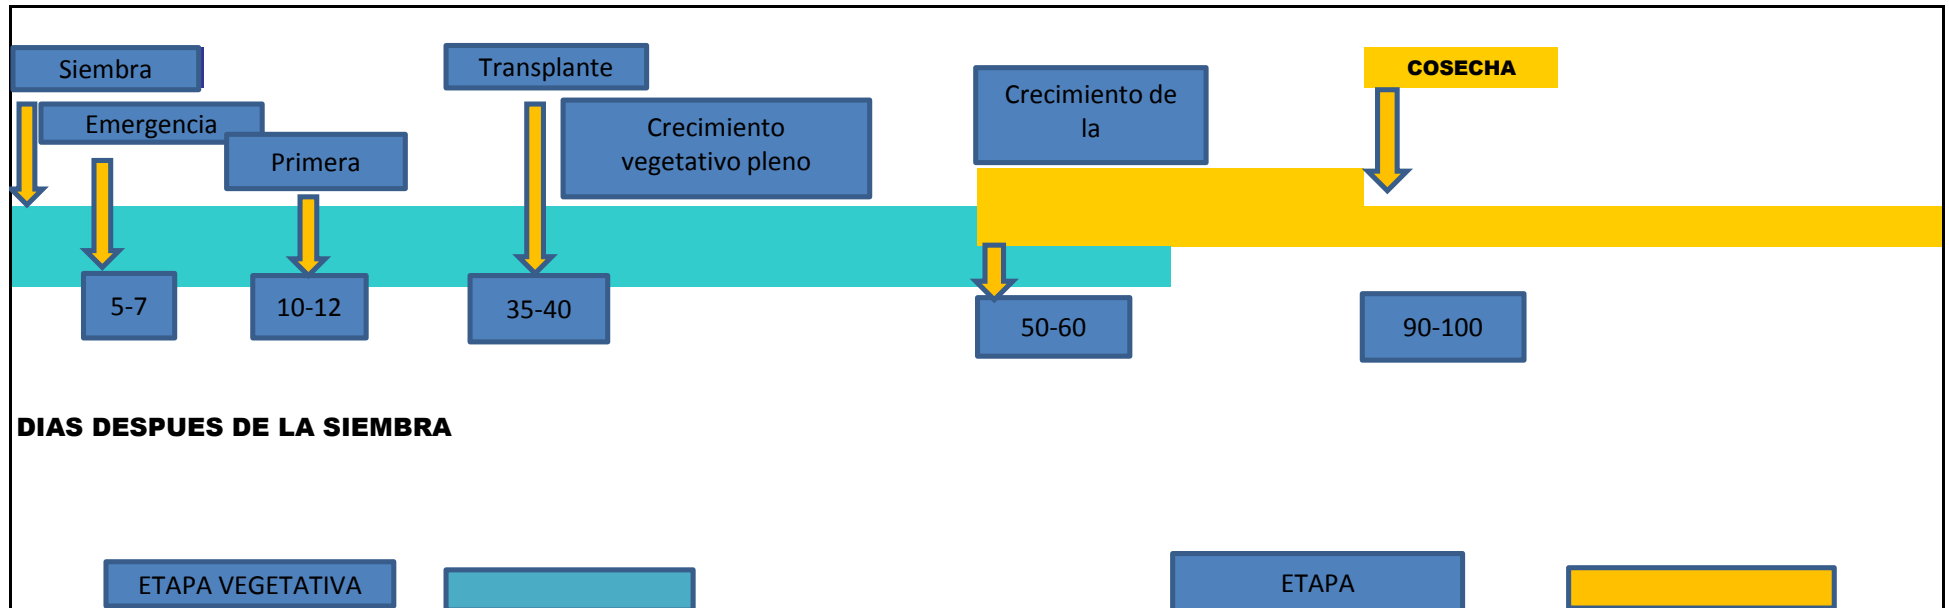 Siembra
Transplante
COSECHA
Emergencia
Primera
Crecimiento
vegetativo pleno
Crecimiento de
la
5-7
10-12
35-40
50-60
90-100
DIAS DESPUES DE LA SIEMBRA
ETAPA VEGETATIVA
ETAPA